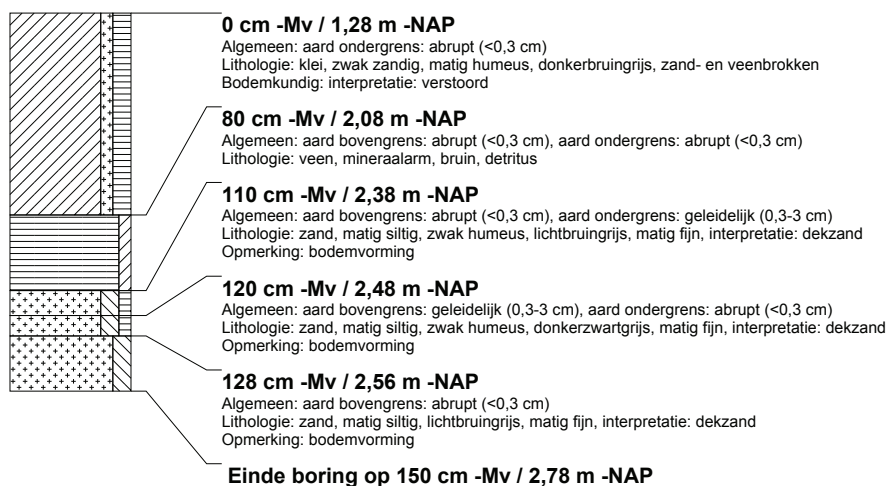 0 cm -Mv / 1,28 m -NAP
Algemeen: aard ondergrens: abrupt (<0,3 cm)
Lithologie: klei, zwak zandig, matig humeus, donkerbruingrijs, zand- en veenbrokken
Bodemkundig: interpretatie: verstoord
80 cm -Mv / 2,08 m -NAP
Algemeen: aard bovengrens: abrupt (<0,3 cm), aard ondergrens: abrupt (<0,3 cm)
Lithologie: veen, mineraalarm, bruin, detritus
110 cm -Mv / 2,38 m -NAP
Algemeen: aard bovengrens: abrupt (<0,3 cm), aard ondergrens: geleidelijk (0,3-3 cm)
Lithologie: zand, matig siltig, zwak humeus, lichtbruingrijs, matig fijn, interpretatie: dekzand
Opmerking: bodemvorming
120 cm -Mv / 2,48 m -NAP
Algemeen: aard bovengrens: geleidelijk (0,3-3 cm), aard ondergrens: abrupt (<0,3 cm)
Lithologie: zand, matig siltig, zwak humeus, donkerzwartgrijs, matig fijn, interpretatie: dekzand
Opmerking: bodemvorming
128 cm -Mv / 2,56 m -NAP
Algemeen: aard bovengrens: abrupt (<0,3 cm)
Lithologie: zand, matig siltig, lichtbruingrijs, matig fijn, interpretatie: dekzand
Opmerking: bodemvorming
Einde boring op 150 cm -Mv / 2,78 m -NAP